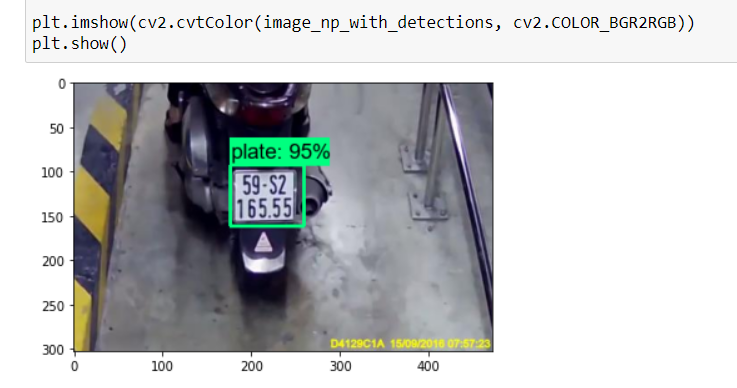 plt.imshow(cv2.cvtColor(image_np_with_detections, cv2.COLOR_BGR2RGB))
plt.show()
0
50
100
150
200
250
300
plate: 95%
59-S2
165.55
D4129C1A 15/09/2016 07:57:23
0 100 200 300 400